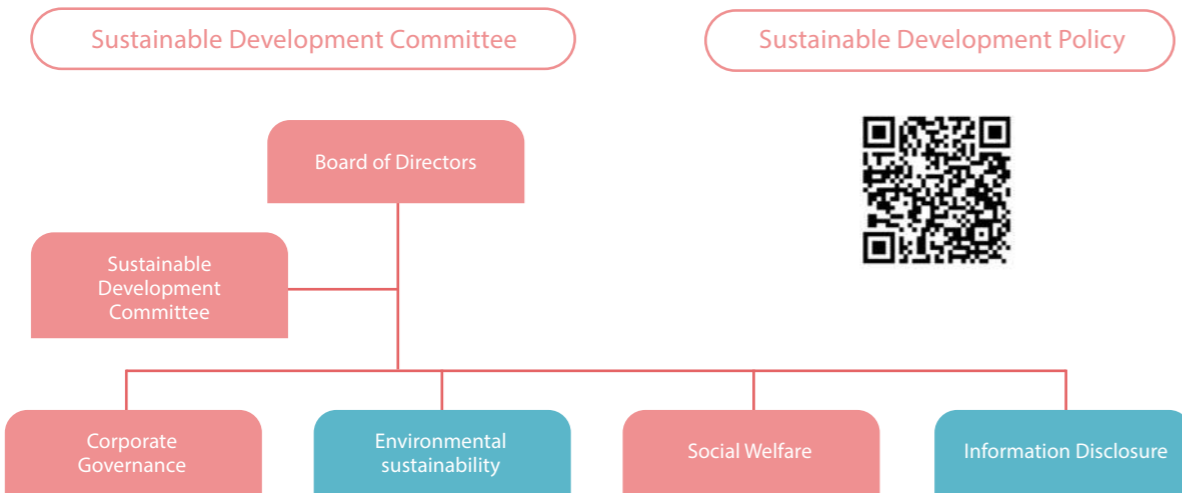 Sustainable Development Committee
Sustainable Development Policy
Board of Directors
Sustainable
Development
Committee
Corporate
Governance
Environmental
sustainability
Social Welfare
Information Disclosure